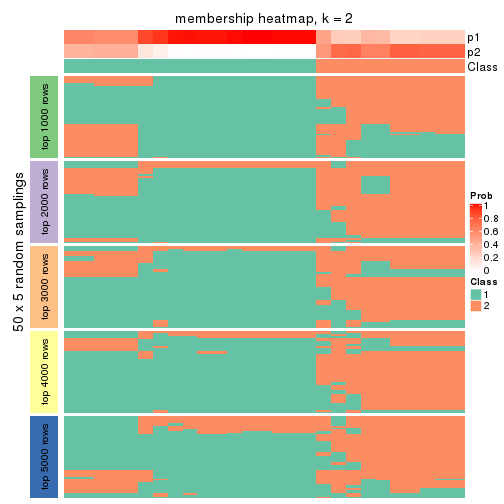 membership heatmap, k = 2
p1
p2
Class
50 x 5 random samplings
top 1000 rows
top 2000 rows
top 3000 rows
top 4000 rows
top 5000 rows
Prob
1
0.8
0.6
0.4
0.2
0
Class
1
2